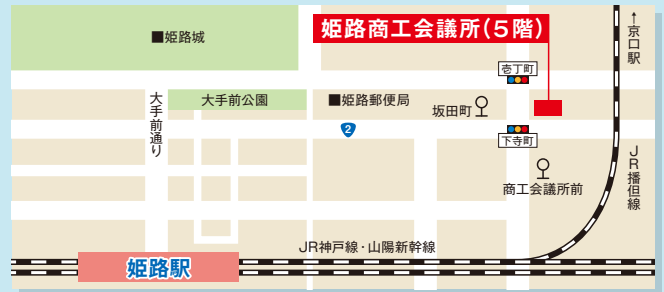 姫路商工会議所(5階)
↑京口駅
■姫路城
壱丁町
大手前公園
■姫路郵便局
坂田町
大手前通り
2
下寺町
JR播但線
商工会議所前
JR神戸線・山陽新幹線
姫路駅